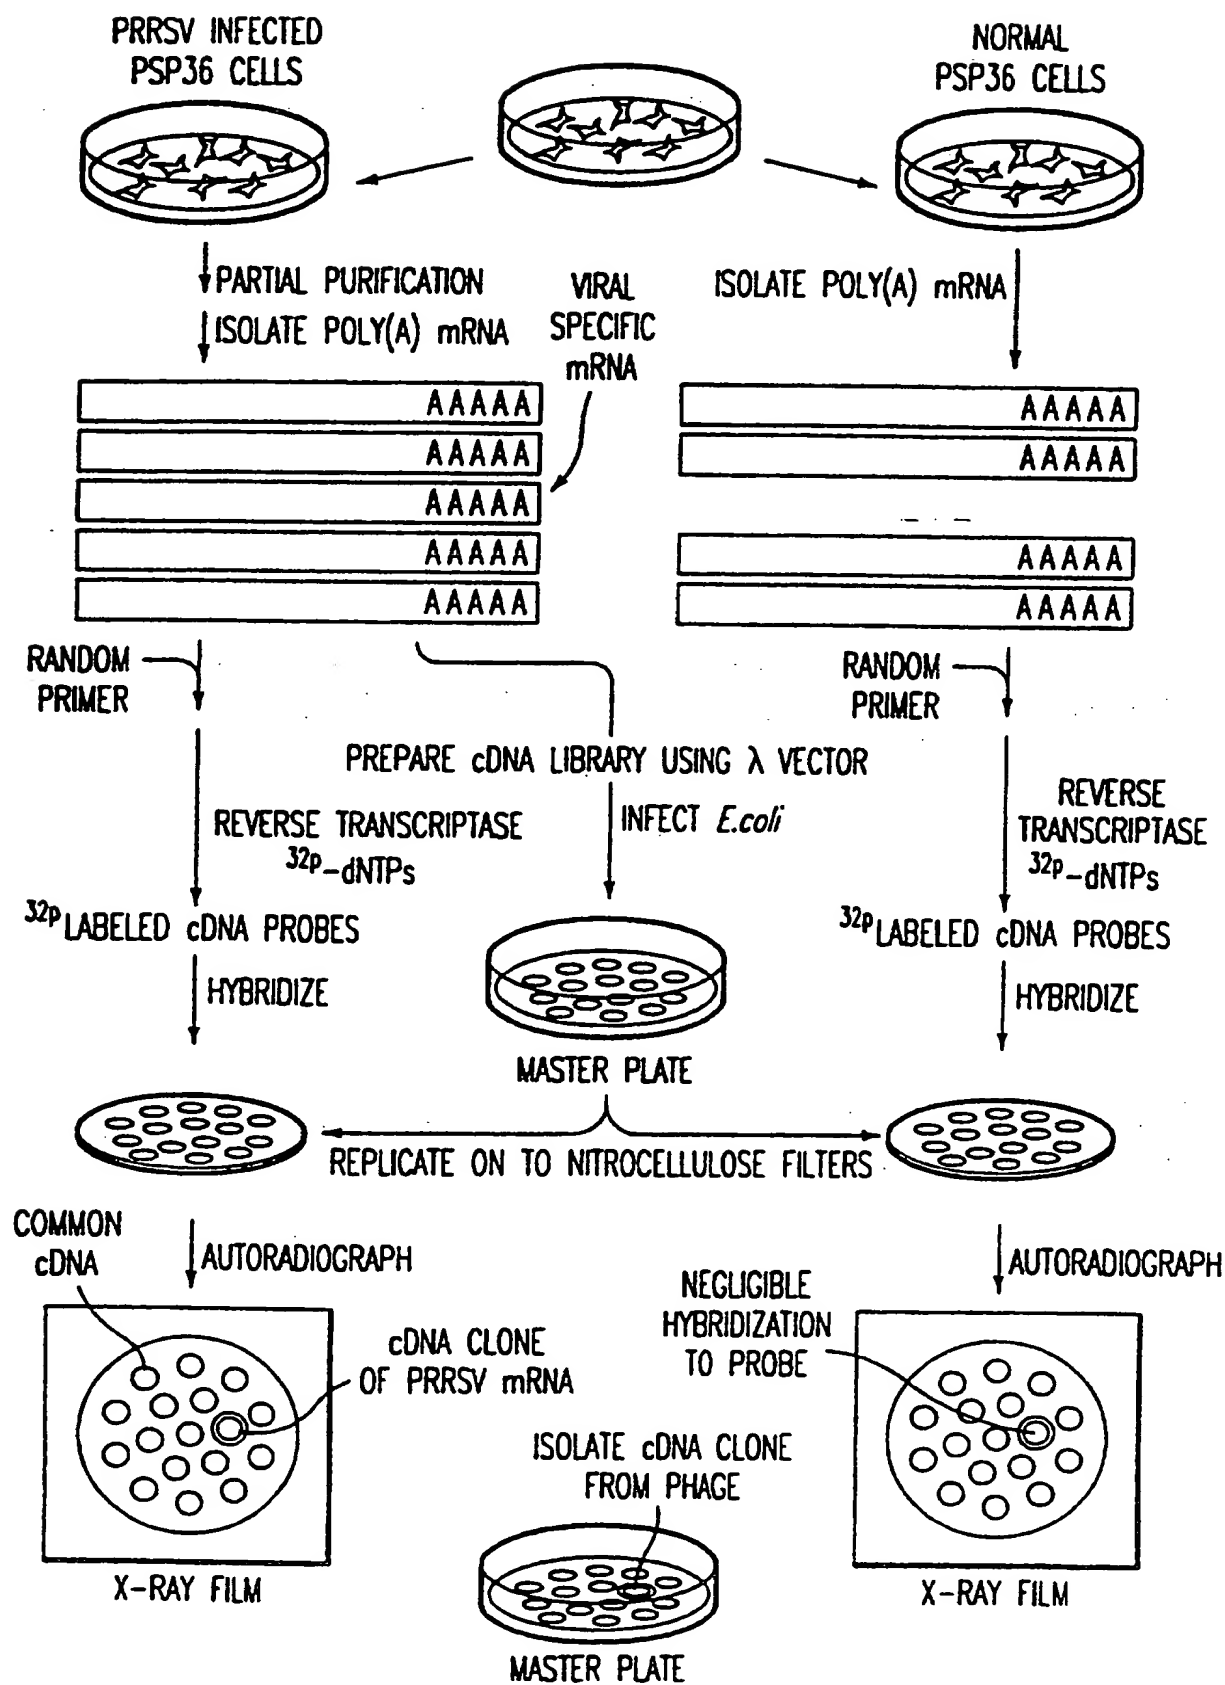 PRRSV INFECTED
PSP36 CELLS
NORMAL
PSP36 CELLS
PARTIAL PURIFICATION
ISOLATE POLY(A) mRNA
VIRAL
SPECIFIC
mRNA
ISOLATE POLY(A) mRNA
AAAAA
AAAAA
AAAAA
AAAAA
AAAAA
AAAAA
AAAAA
AAAAA
AAAAA
RANDOM
PRIMER
RANDOM
PRIMER
PREPARE cDNA LIBRARY USING λ VECTOR
INFECT E.coli
REVERSE TRANSCRIPTASE
32p-dNTPs
REVERSE
TRANSCRIPTASE
32p-dNTPs
32p LABELED cDNA PROBES
32p LABELED cDNA PROBES
HYBRIDIZE
HYBRIDIZE
MASTER PLATE
REPLICATE ON TO NITROCELLULOSE FILTERS
COMMON
cDNA
AUTORADIOGRAPH
AUTORADIOGRAPH
NEGLIGIBLE
HYBRIDIZATION
TO PROBE
cDNA CLONE
OF PRRSV mRNA
ISOLATE cDNA CLONE
FROM PHAGE
X-RAY FILM
X-RAY FILM
MASTER PLATE